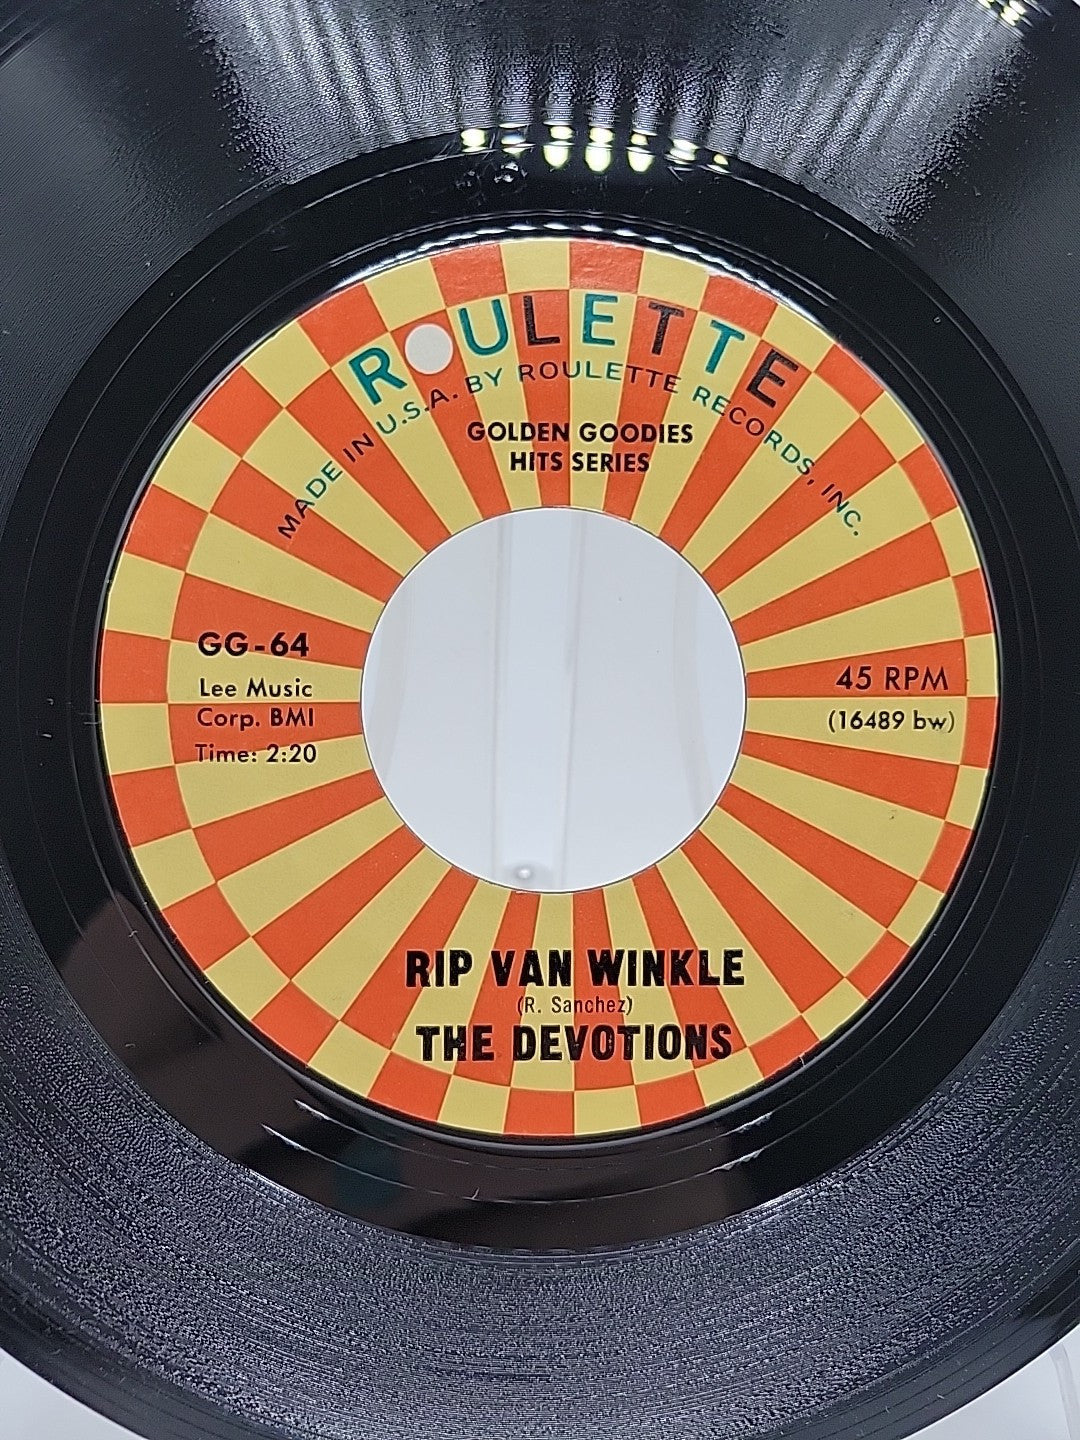 ROULETTE
MADE IN U.S.A. BY ROULETTE RECORDS, INC.
GOLDEN GOODIES
HITS SERIES
GG-64
Lee Music
Corp. BMI
Time: 2:20
45 RPM
(16489 bw)
RIP VAN WINKLE
(R. Sanchez)
THE DEVOTIONS